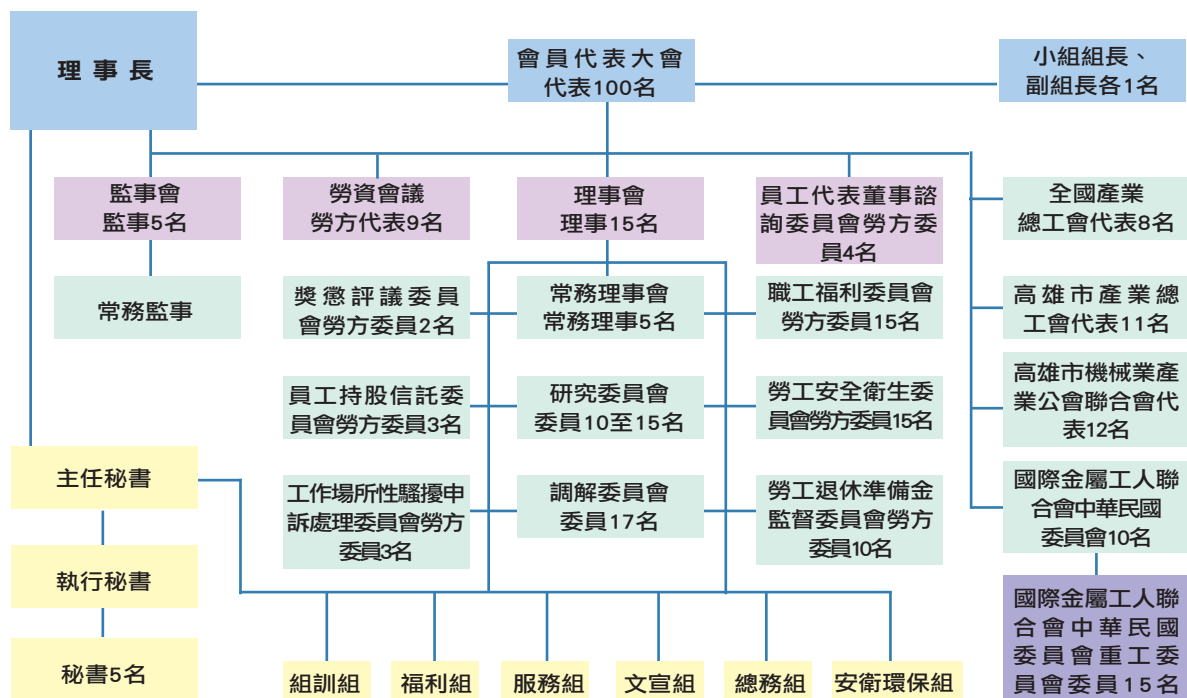 理事長
會員代表大會
代表100名
小組組長、
副組長各1名
監事會
監事5名
勞資會議
勞方代表9名
理事會
理事15名
員工代表董事諮
詢委員會勞方委
員4名
全國產業
總工會代表8名
常務監事
獎懲評議委員
會勞方委員2名
常務理事會
常務理事5名
職工福利委員會
勞方委員15名
高雄市產業總
工會代表11名
員工持股信託委
員會勞方委員3名
研究委員會
委員10至15名
勞工安全衛生委
員會勞方委員15名
高雄市機械業產
業公會聯合會代
表12名
主任秘書
工作場所性騷擾申
訴處理委員會勞方
委員3名
調解委員會
委員17名
勞工退休準備金
監督委員會勞方
委員10名
國際金屬工人聯
合會中華民國
委員會10名
執行秘書
國際金屬工人聯
合會中華民國
委員會重工委
員會委員15名
秘書5名
組訓組
福利組
服務組
文宣組
總務組
安衛環保組